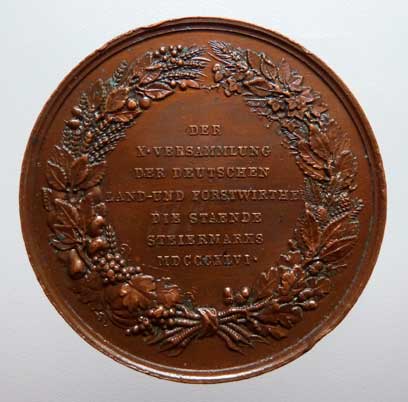 DER
X·VERSAMMLUNG
DER DEUTSCHEN
LAND-UND FORSTWIRTHE
DIE STAENDE
STEIERMARKS
MDCCCXLVI·